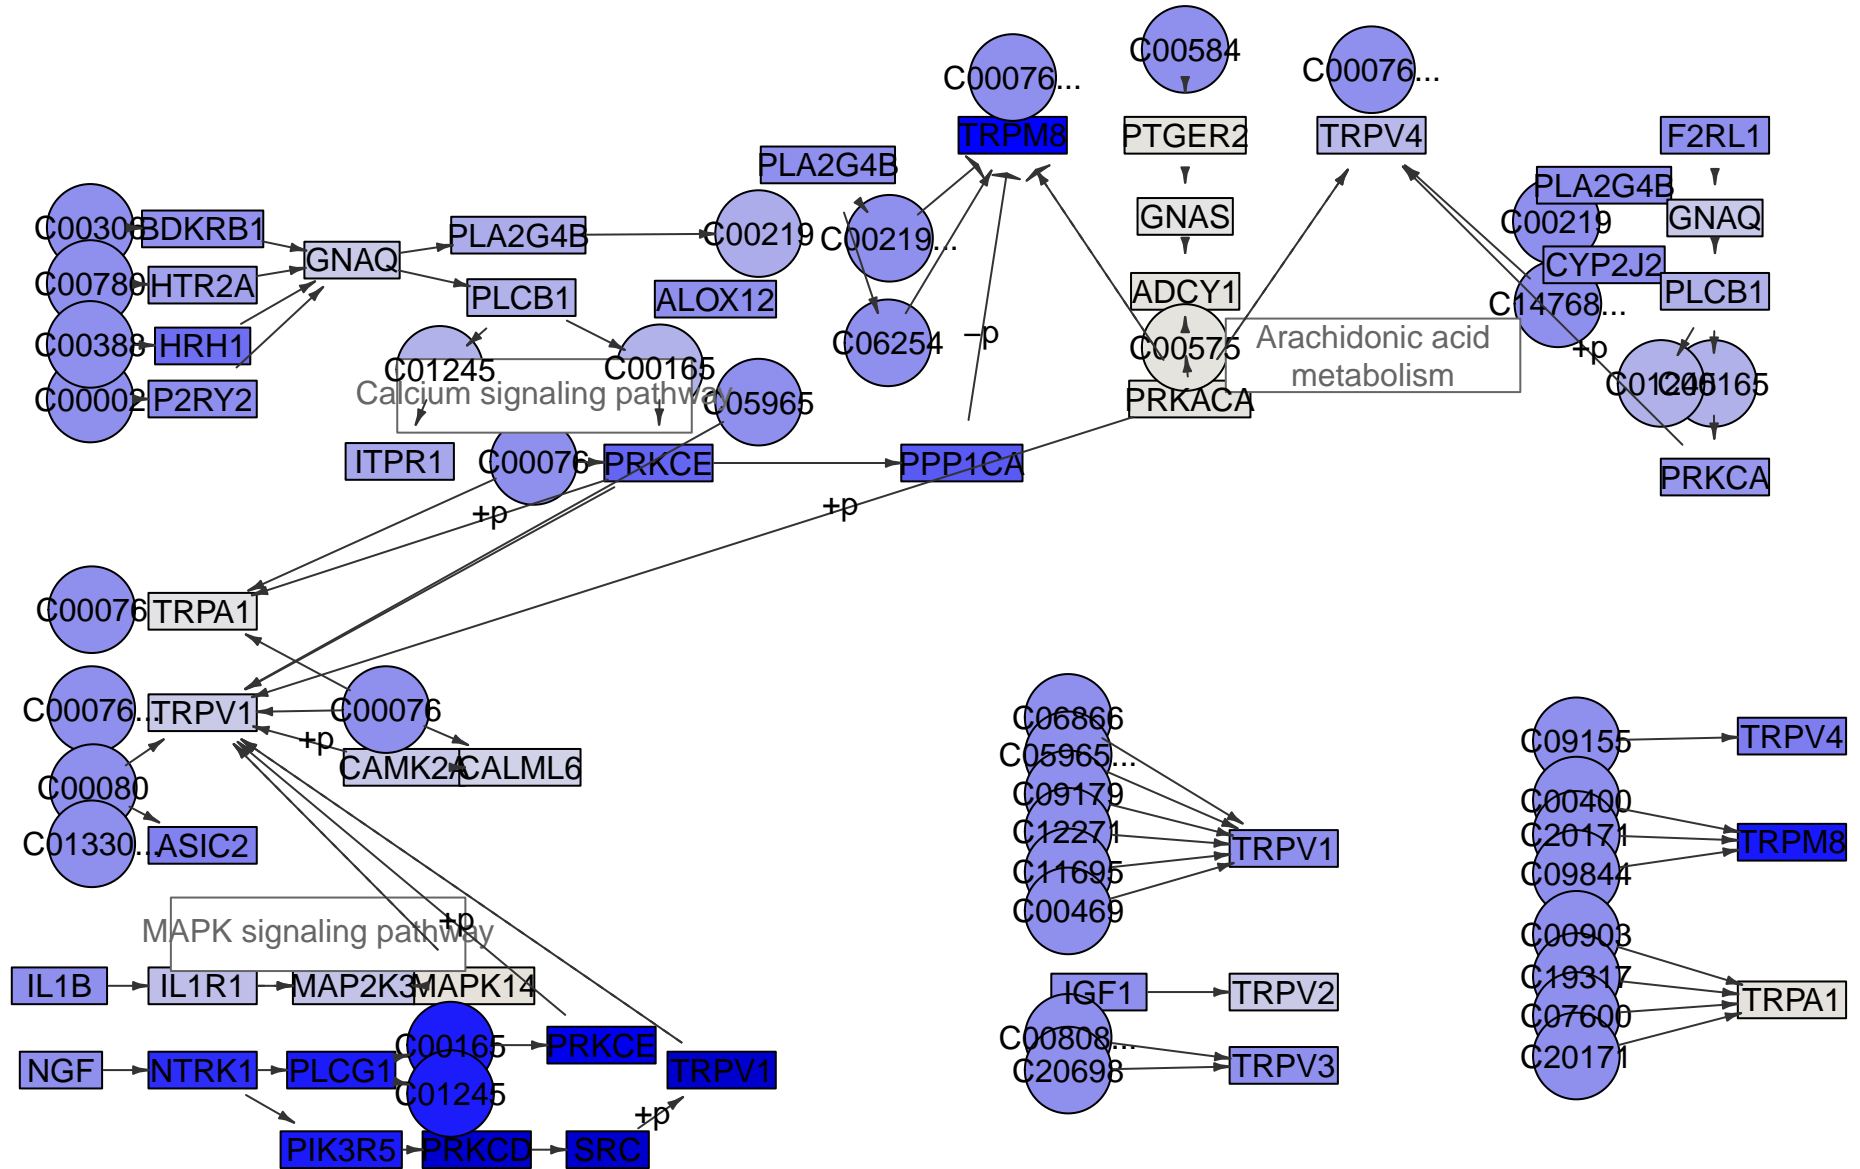 C00584
C00076...
C00076...
TRPM8
PTGER2
TRPV4
F2RL1
PLA2G4B
PLA2G4B
C00308
BDKRB1
PLA2G4B
C00219
C00219...
GNAS
C00219
GNAQ
GNAQ
C00780
HTR2A
PLCB1
ALOX12
ADCY1
CYP2J2
PLCB1
C14768...
C00388
HRH1
C06254
−p
C00575
Arachidonic acid
metabolism
+p
C01245
C00165
Calcium signaling pathway
C05965
C00002
P2RY2
PRKACA
C01245
C00165
ITPR1
C00076
PRKCE
PPP1CA
PRKCA
+p
+p
C00076
TRPA1
C00076...
TRPV1
C00076
+p
CAMK2A
CALML6
C00080
C01330...
ASIC2
C06866
C05965...
C09179
C12271
C11695
C00469
TRPV1
C09155
TRPV4
C00400
C20171
C09844
TRPM8
MAPK signaling pathway
+p
IL1B
IL1R1
MAP2K3
MAPK14
IGF1
TRPV2
C00903
C19317
C07600
C20171
TRPA1
C00808...
C20698
TRPV3
NGF
NTRK1
PLCG1
C00165
C01245
PRKCE
TRPV1
+p
PIK3R5
PRKCD
SRC